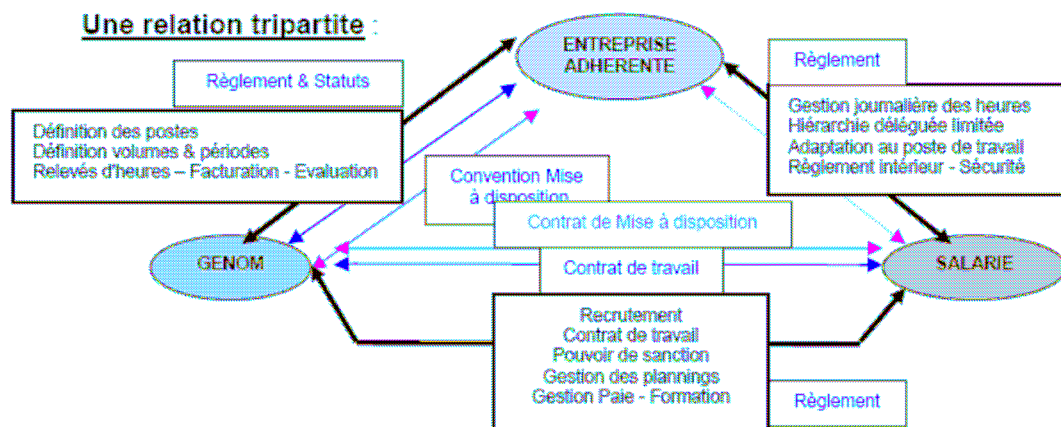 Une relation tripartite :
ENTREPRISE
ADHERENTE
Règlement & Statuts
Règlement
Définition des postes
Définition volumes & périodes
Relevés d'heures – Facturation - Evaluation
Gestion journalière des heures
Hiérarchie déléguée limitée
Adaptation au poste de travail
Règlement intérieur - Sécurité
Convention Mise
à disposition
Contrat de Mise à disposition
GENOM
Contrat de travail
SALARIE
Recrutement
Contrat de travail
Pouvoir de sanction
Gestion des plannings
Gestion Paie - Formation
Règlement